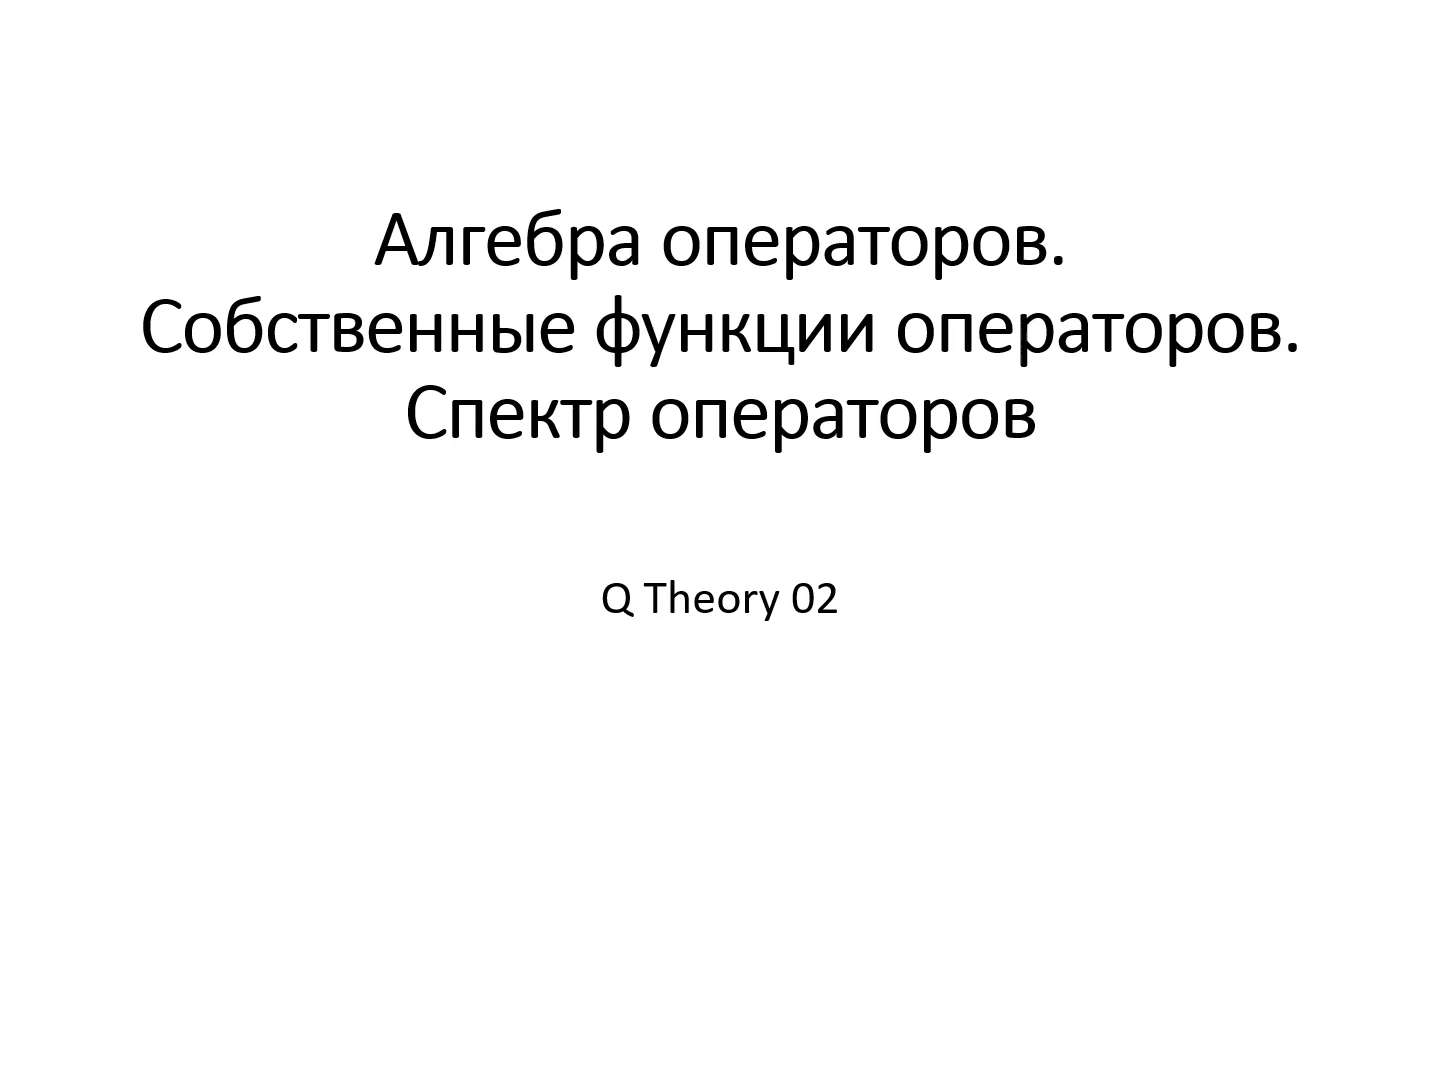 Алгебра операторов.
Собственные функции операторов.
Спектр операторов
Q Theory 02